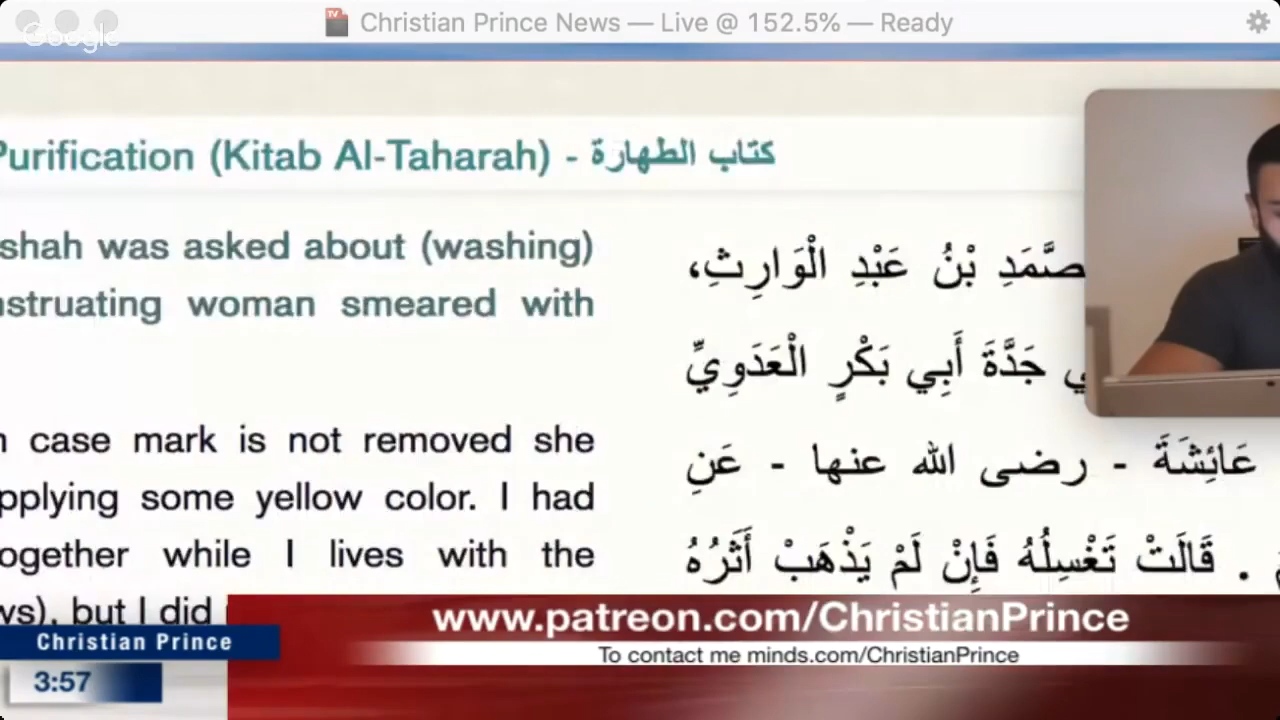 Google
Christian Prince News — Live @ 152.5% — Ready
Purification (Kitab Al-Taharah) - كتاب الطهارة
shah was asked about (washing)
nstruating woman smeared with
case mark is not removed she
pplying some yellow color. I had
ogether while I lives with the
ws), but I did
صَّمَدِ بْنُ عَبْدِ الْوَارِثِ،
ي جَدَّةَ أَبِي بَكْرٍ الْعَدَوِيِّ
عَائِشَةَ - رضى الله عنها - عَنِ
. قَالَتْ تَغْسِلُهُ فَإِنْ لَمْ يَذْهَبْ أَثَرُهُ
www.patreon.com/ChristianPrince
To contact me minds.com/ChristianPrince
Christian Prince
3:57